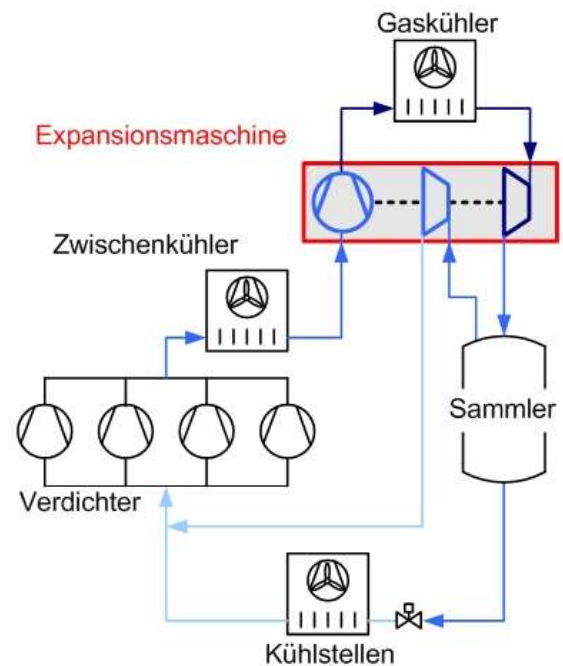 Gaskühler
Expansionsmaschine
Zwischenkühler
Sammler
Verdichter
Kühlstellen